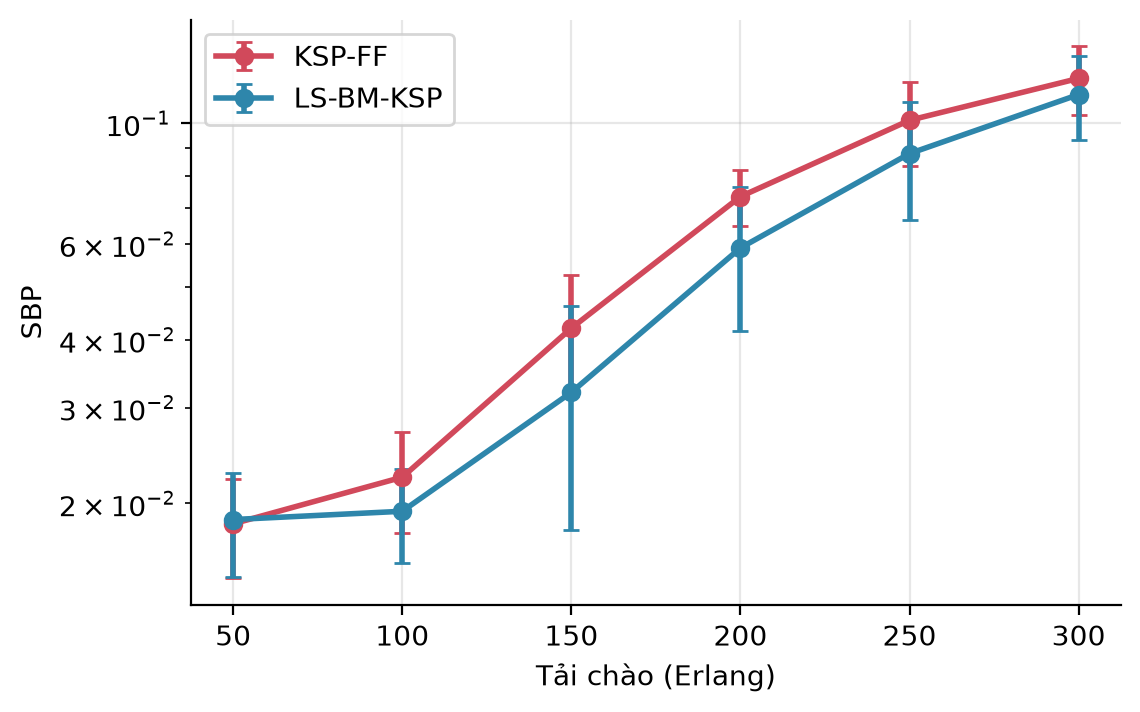 KSP-FF
LS-BM-KSP
10⁻¹
6 × 10⁻²
4 × 10⁻²
3 × 10⁻²
2 × 10⁻²
SBP
50 100 150 200 250 300
Tải chào (Erlang)